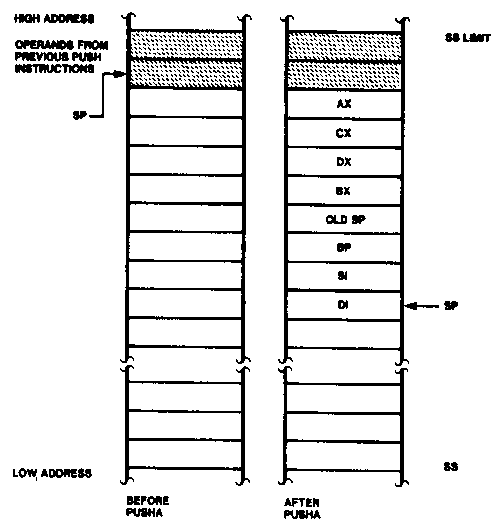 HIGH ADDRESS
SS LIMIT
OPERANDS FROM
PREVIOUS PUSH
INSTRUCTIONS
SP
AX
CX
DX
BX
OLD SP
BP
SI
DI
SP
LOW ADDRESS
SS
BEFORE
PUSHA
AFTER
PUSHA